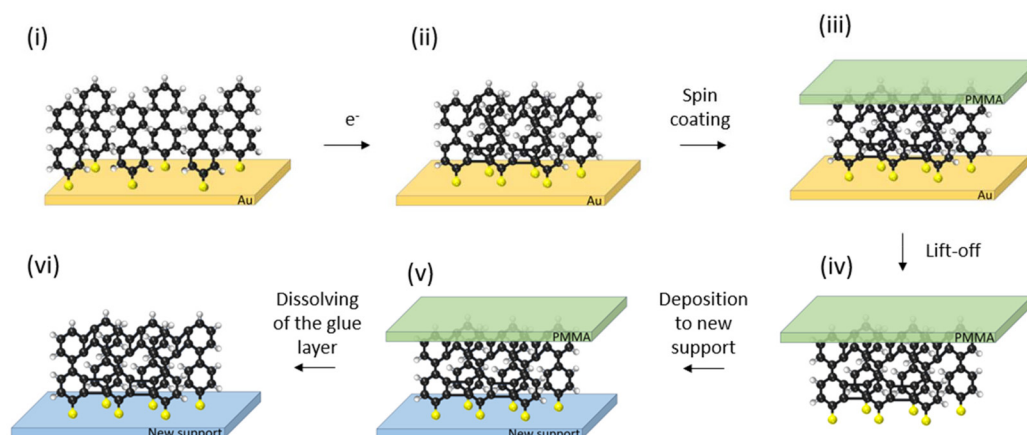 (i)
(ii)
(iii)
e-
Spin
coating
PMMA
Au
Au
Au
Lift-off
(iv)
(v)
(vi)
Deposition
to new
support
Dissolving
of the glue
layer
PMMA
PMMA
New support
New support